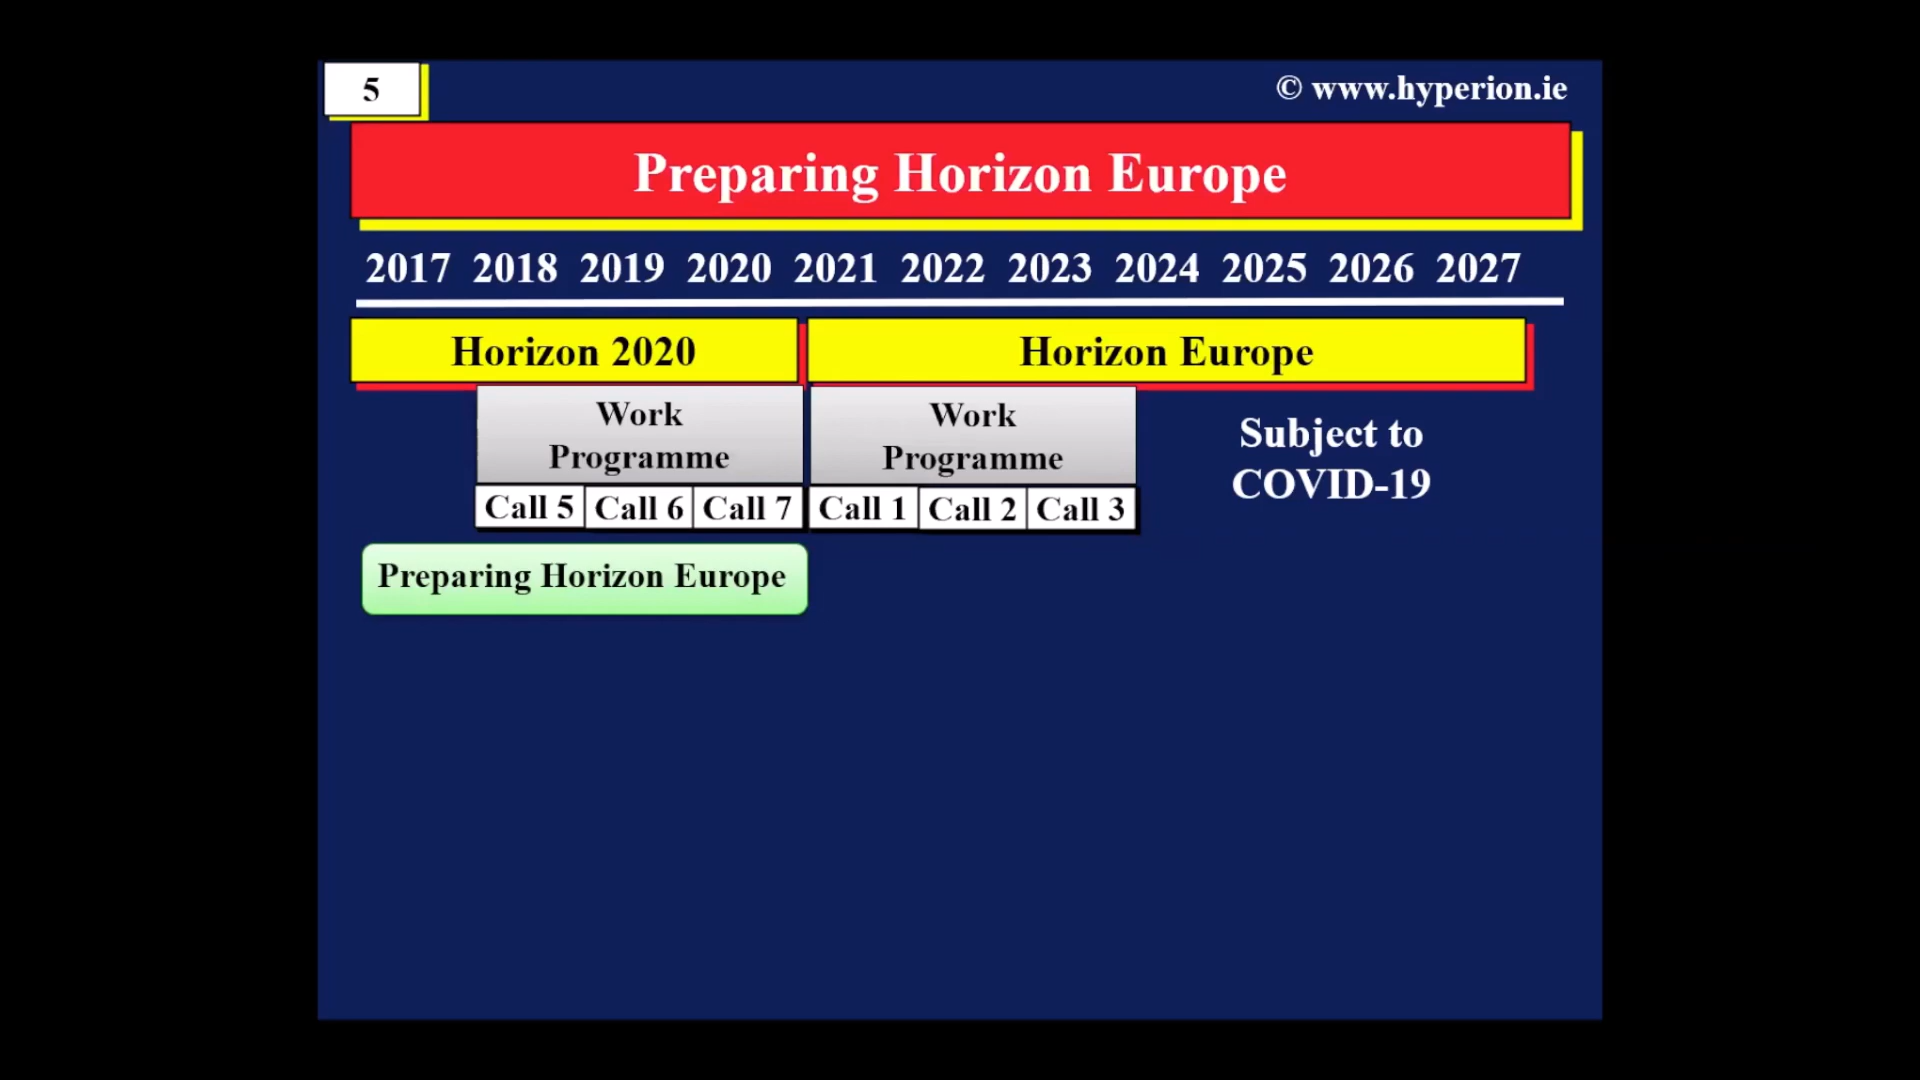 5
© www.hyperion.ie
Preparing Horizon Europe
2017 2018 2019 2020 2021 2022 2023 2024 2025 2026 2027
Horizon 2020
Horizon Europe
Work
Programme
Work
Programme
Subject to
COVID-19
Call 5 Call 6 Call 7 Call 1 Call 2 Call 3
Preparing Horizon Europe